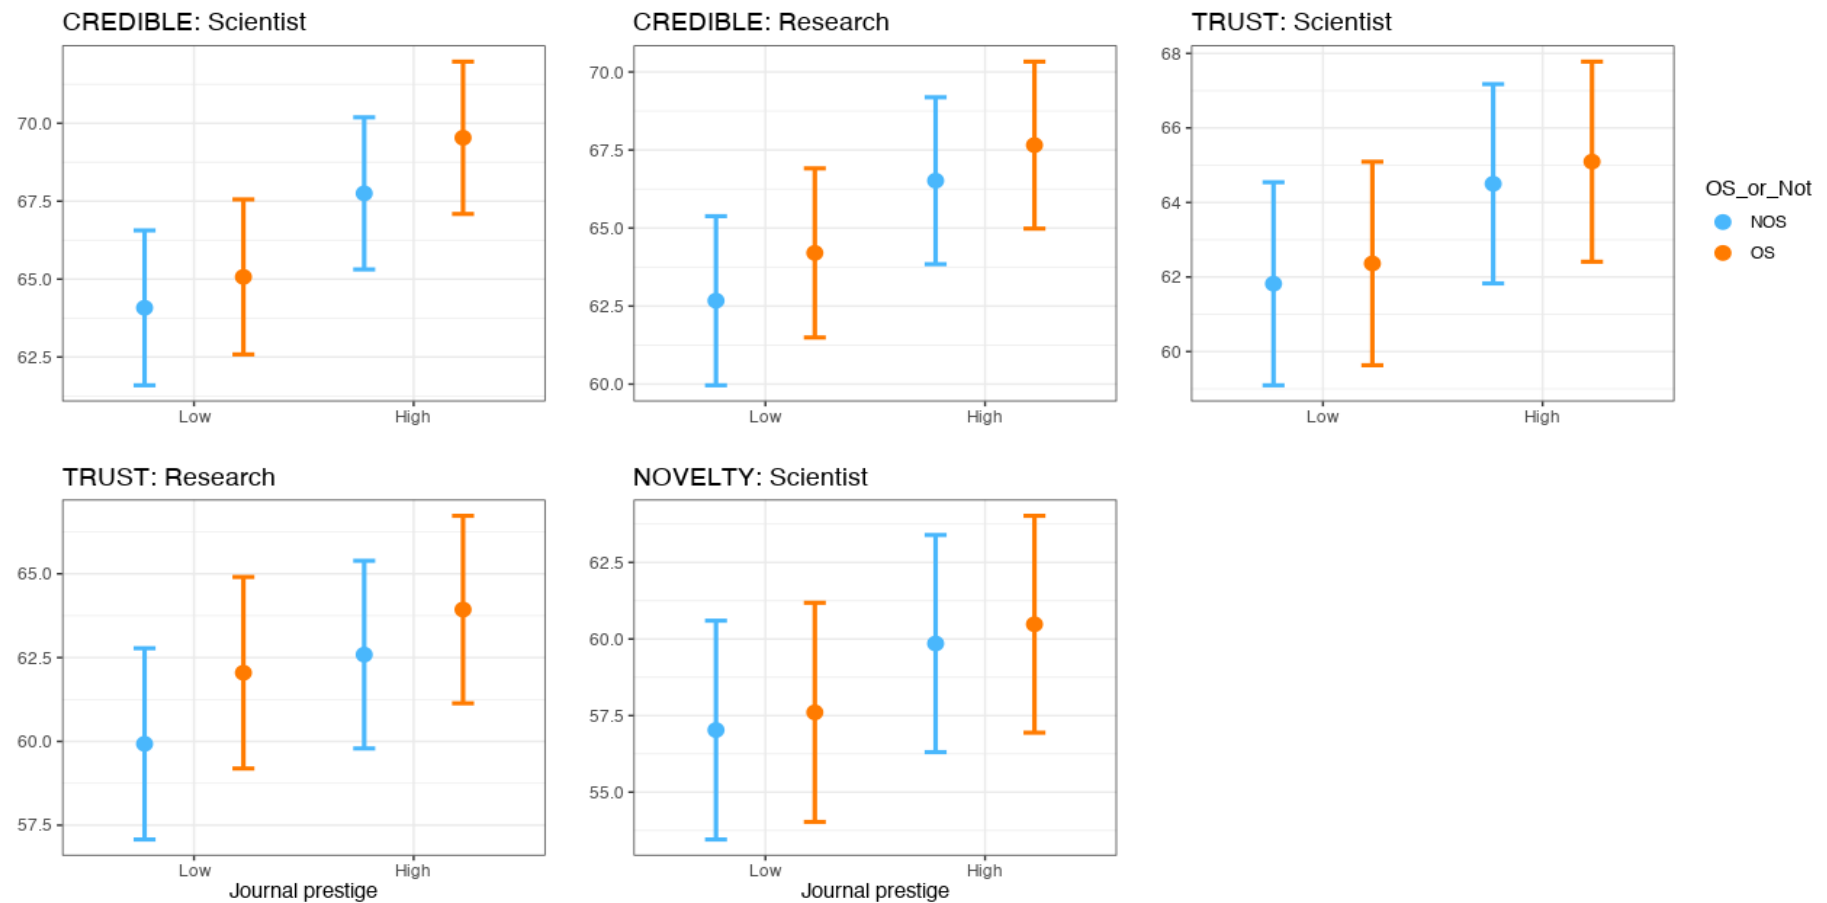 CREDIBLE: Scientist
70.0
67.5
65.0
62.5
Low High
CREDIBLE: Research
70.0
67.5
65.0
62.5
60.0
Low High
TRUST: Scientist
68
66
64
62
60
Low High
OS_or_Not
NOS
OS
TRUST: Research
65.0
62.5
60.0
57.5
Low High
Journal prestige
NOVELTY: Scientist
62.5
60.0
57.5
55.0
Low High
Journal prestige